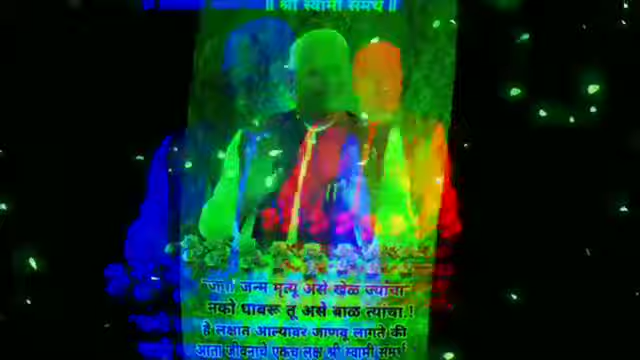 ॥ श्री स्वामी समर्थ ॥
जन्म मृत्यू असे खेळ ज्यांचा
नको घाबरू तू असे बाळ त्यांचा.!
हे लक्षात आल्यावर जाणवू लागते की
आता जीवनाचे एकच लक्ष श्री स्वामी समर्थ